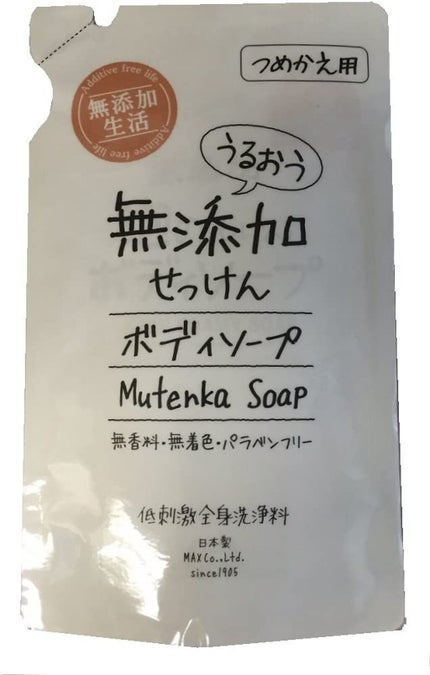 つめかえ用
Additive free life
無添加
生活
Additive free life
うるおう
無添加
せっけん
ボディソープ
Mutenka Soap
無香料・無着色・パラベンフリー
低刺激全身洗浄料
日本製
MAX Co.,Ltd.
since1905